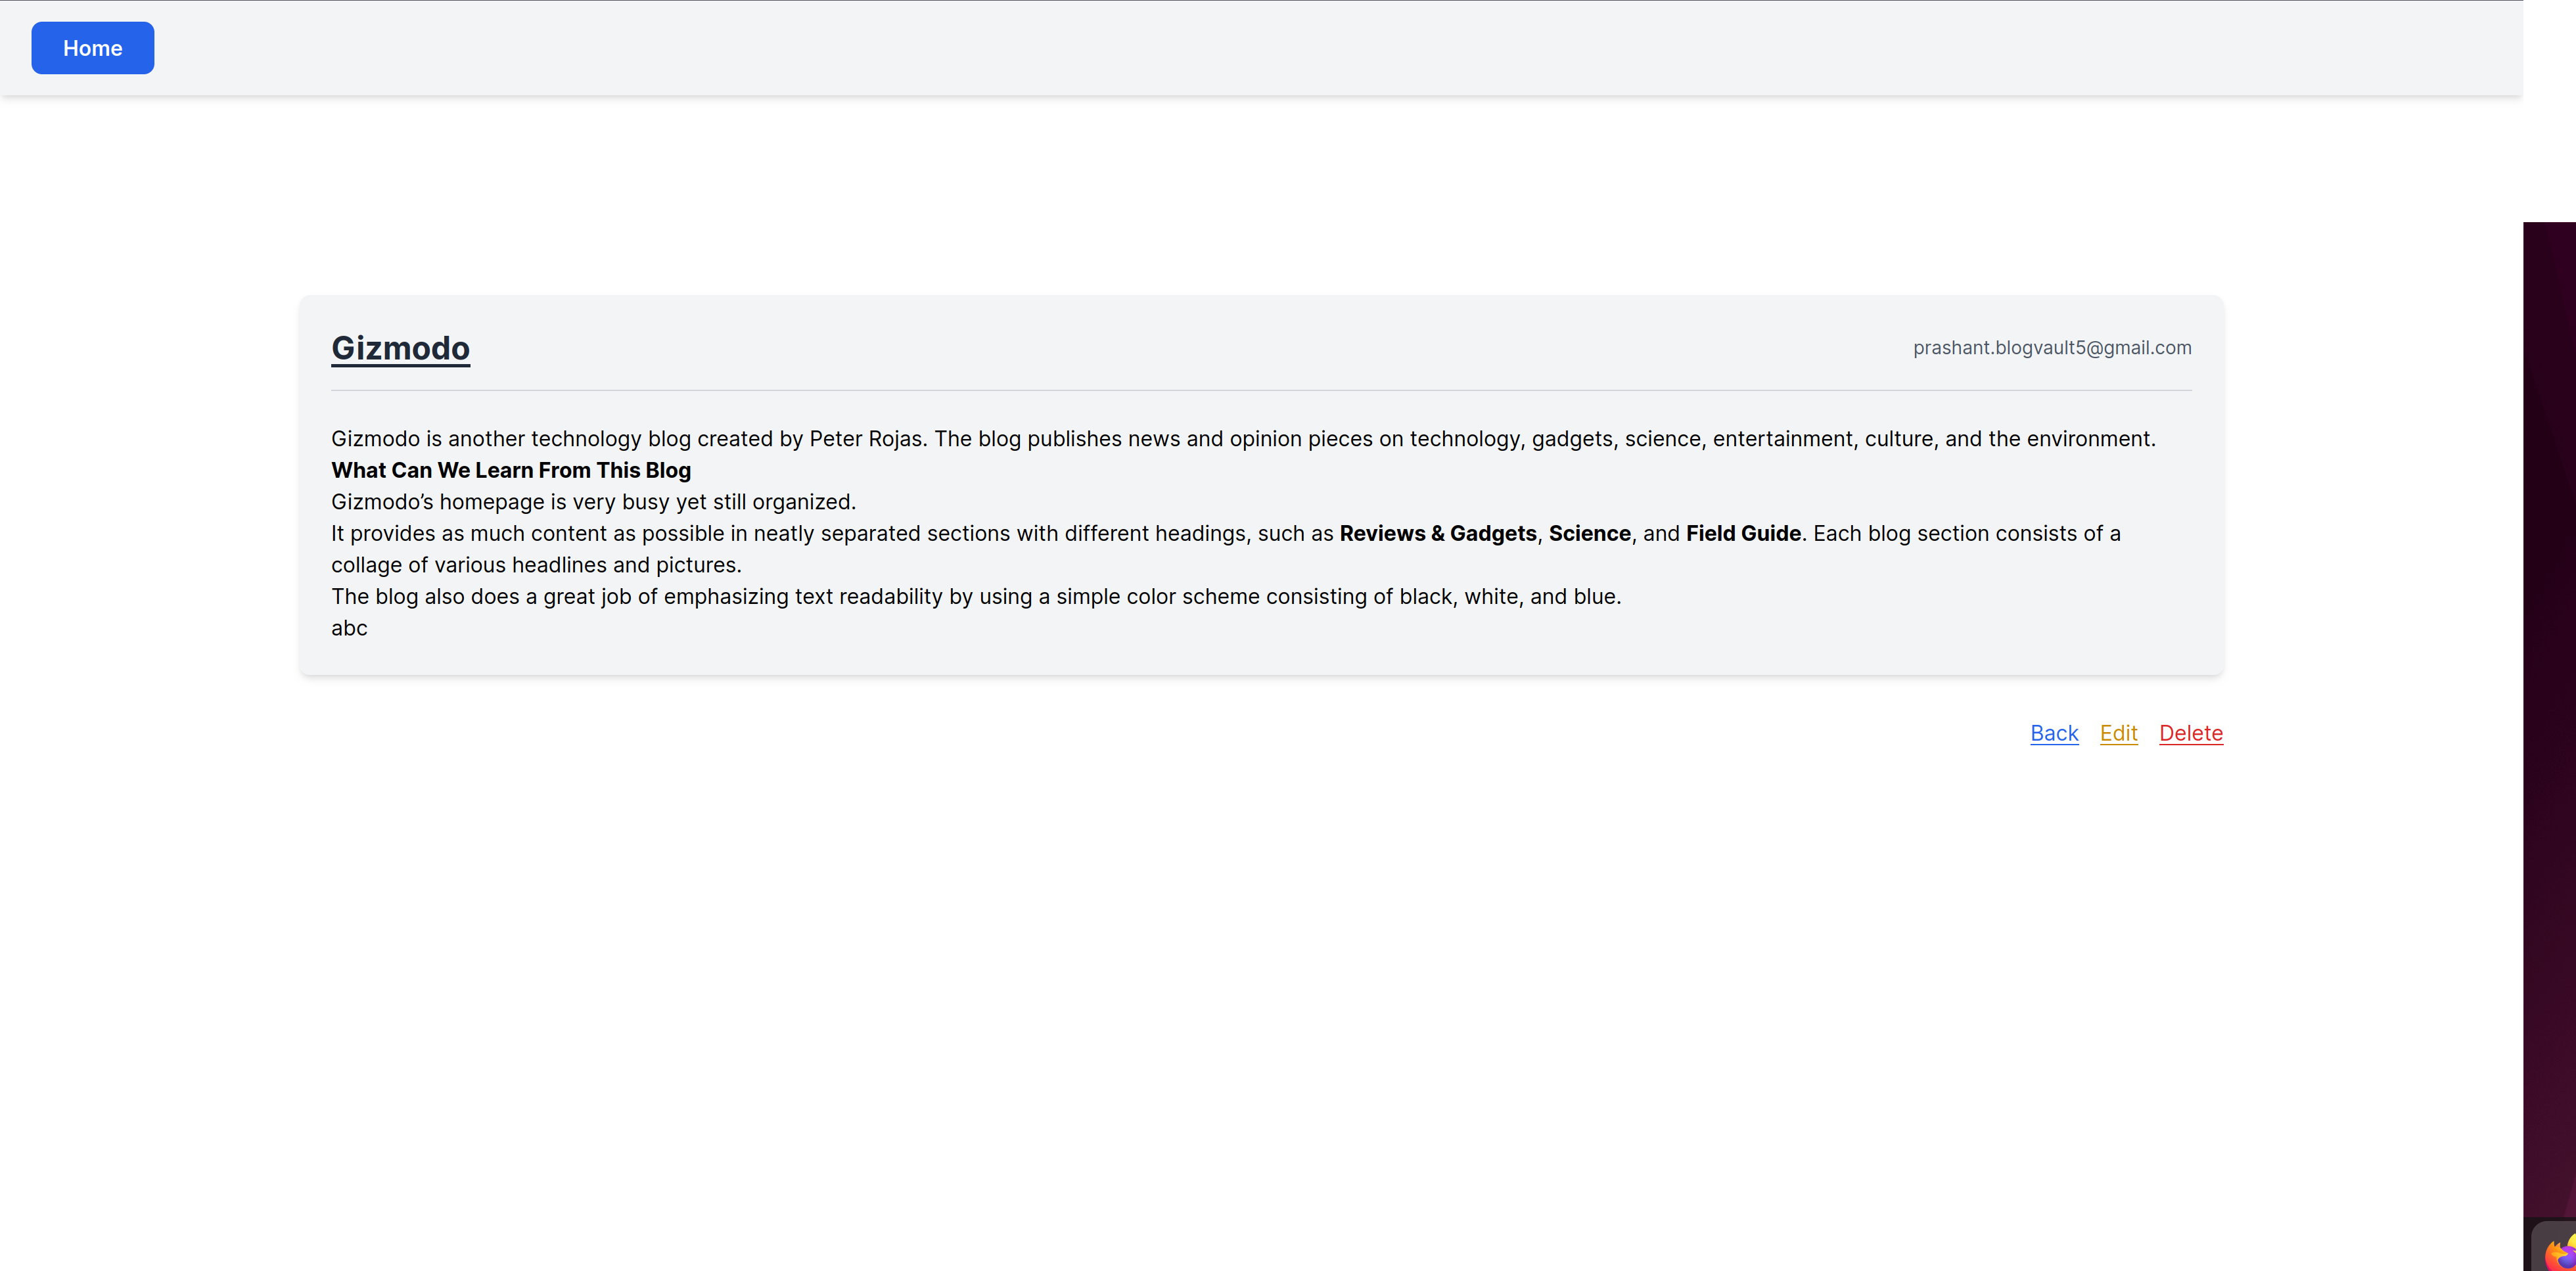 Home
Gizmodo
prashant.blogvault5@gmail.com
Gizmodo is another technology blog created by Peter Rojas. The blog publishes news and opinion pieces on technology, gadgets, science, entertainment, culture, and the environment.
What Can We Learn From This Blog
Gizmodo’s homepage is very busy yet still organized.
It provides as much content as possible in neatly separated sections with different headings, such as Reviews & Gadgets, Science, and Field Guide. Each blog section consists of a
collage of various headlines and pictures.
The blog also does a great job of emphasizing text readability by using a simple color scheme consisting of black, white, and blue.
abc
Back Edit Delete